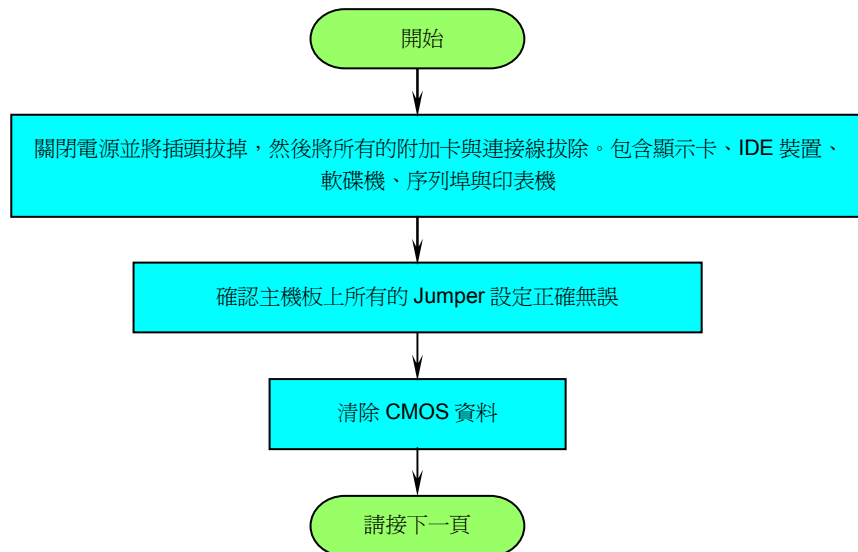 開始
關閉電源並將插頭拔掉，然後將所有的附加卡與連接線拔除。包含顯示卡、IDE 裝置、
軟碟機、序列埠與印表機
確認主機板上所有的 Jumper 設定正確無誤
清除 CMOS 資料
請接下一頁